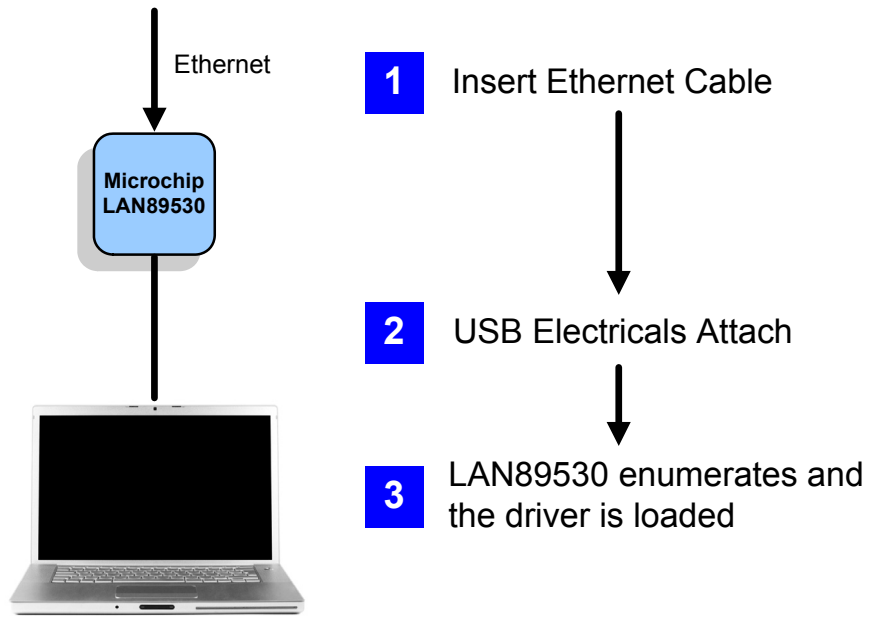 Ethernet
Microchip
LAN89530
1 Insert Ethernet Cable
2 USB Electricals Attach
3 LAN89530 enumerates and
the driver is loaded